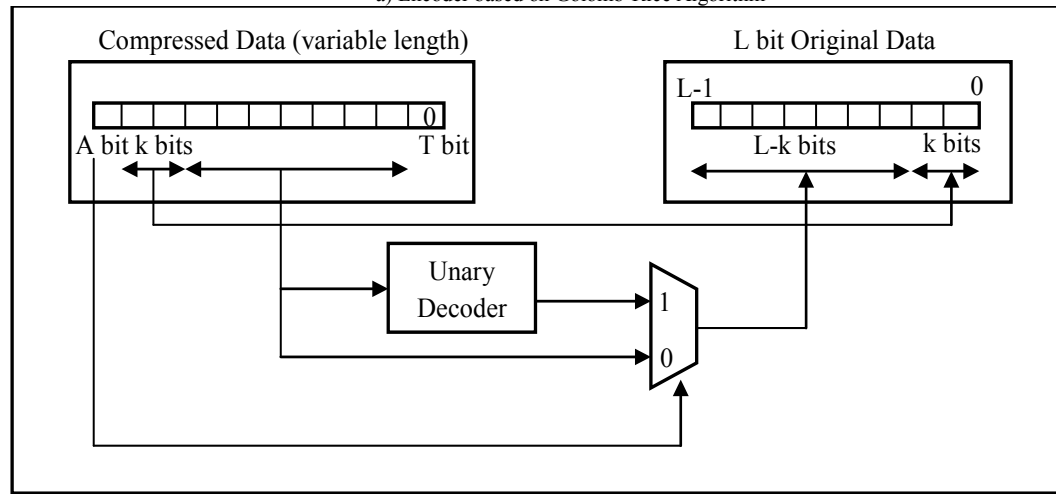 Compressed Data (variable length)
L bit Original Data
L-1
0
0
A bit k bits
T bit
L-k bits
k bits
Unary
Decoder
1
0